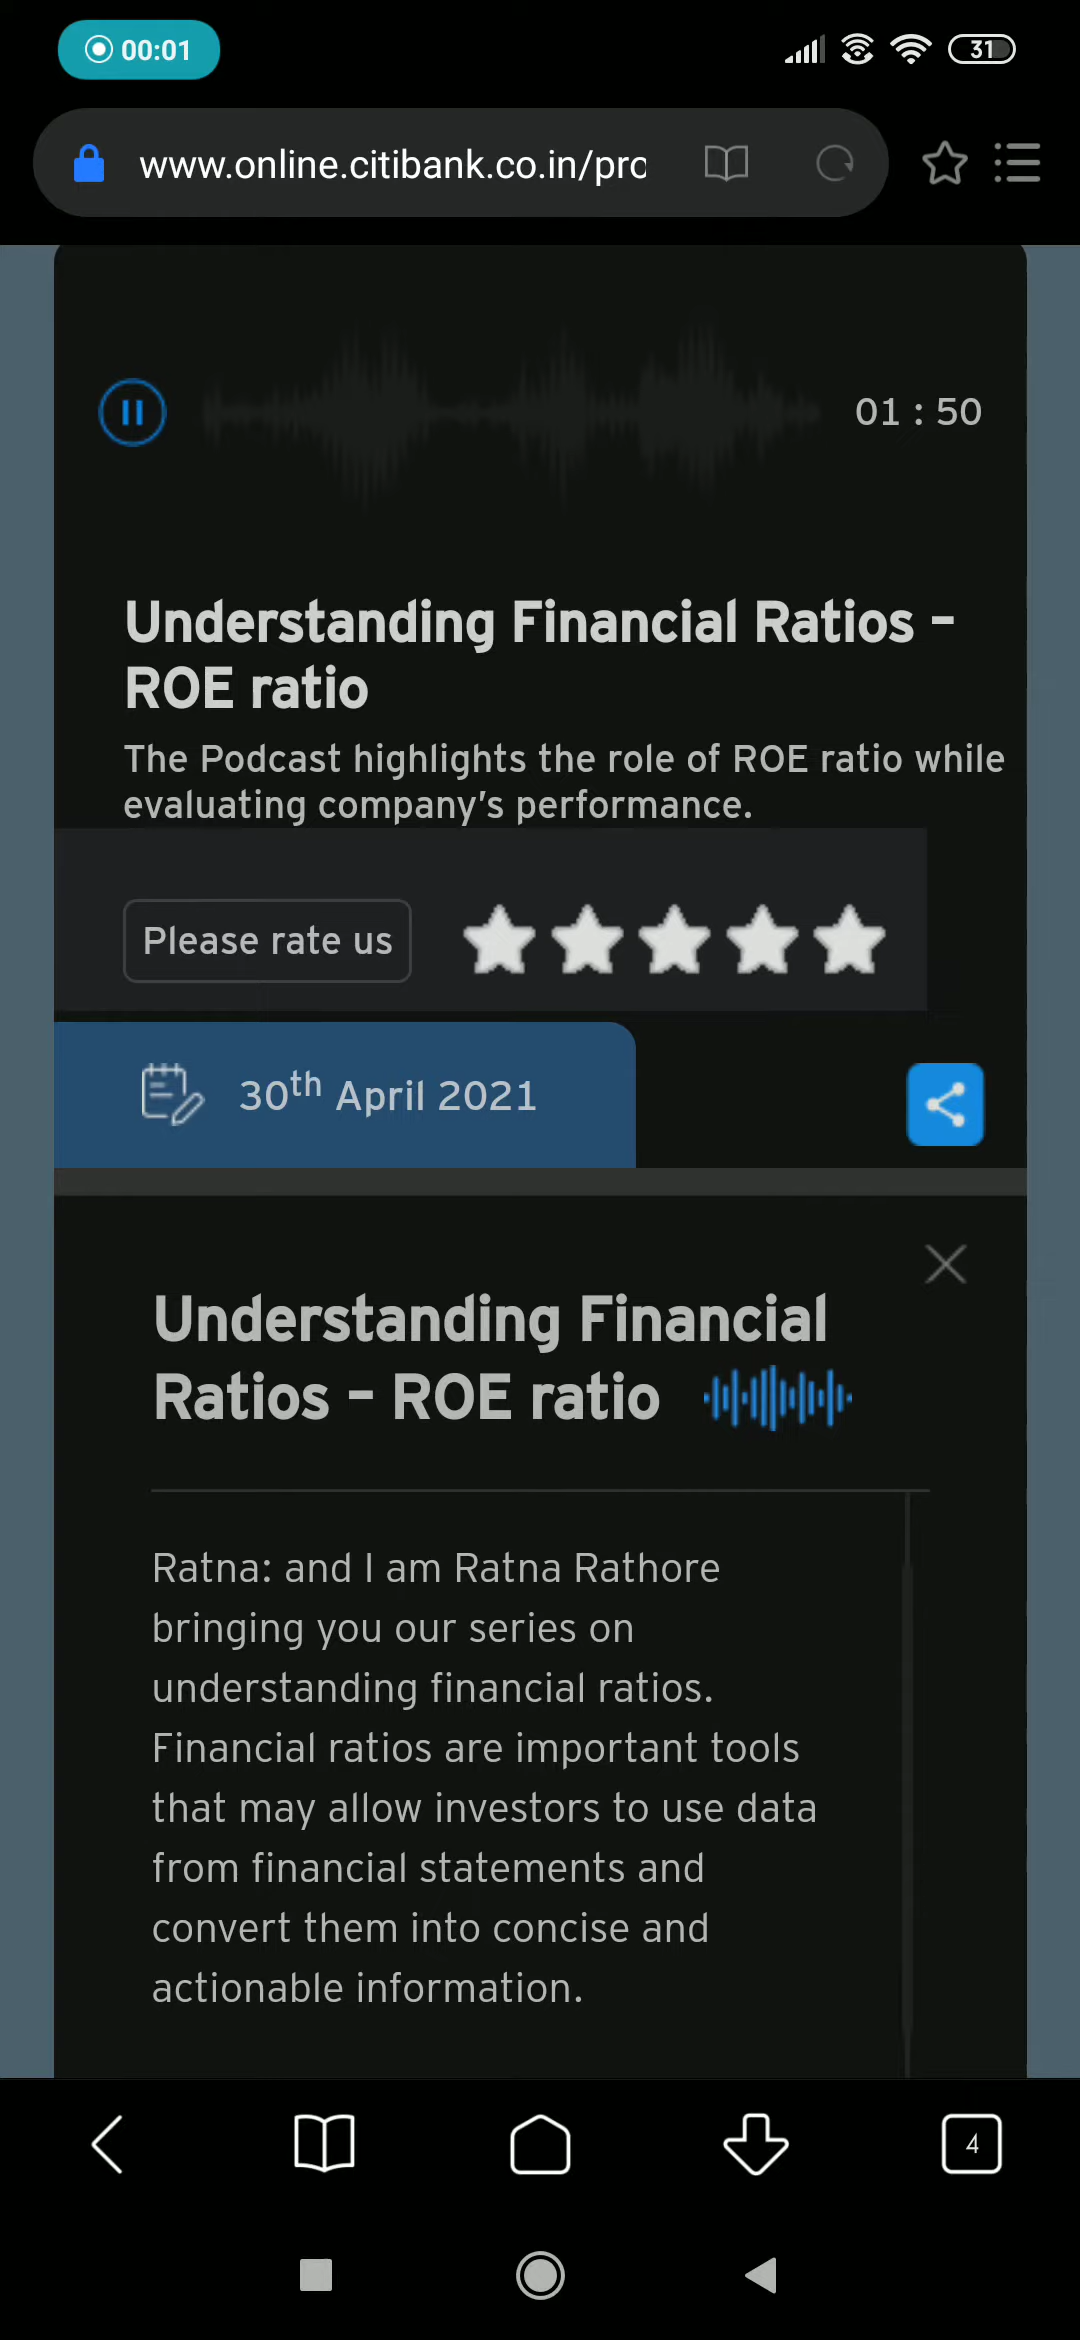 00:01
31
www.online.citibank.co.in/pro
01 : 50
Understanding Financial Ratios –
ROE ratio
The Podcast highlights the role of ROE ratio while
evaluating company's performance.
Please rate us
30th April 2021
Understanding Financial
Ratios – ROE ratio
Ratna: and I am Ratna Rathore
bringing you our series on
understanding financial ratios.
Financial ratios are important tools
that may allow investors to use data
from financial statements and
convert them into concise and
actionable information.
4